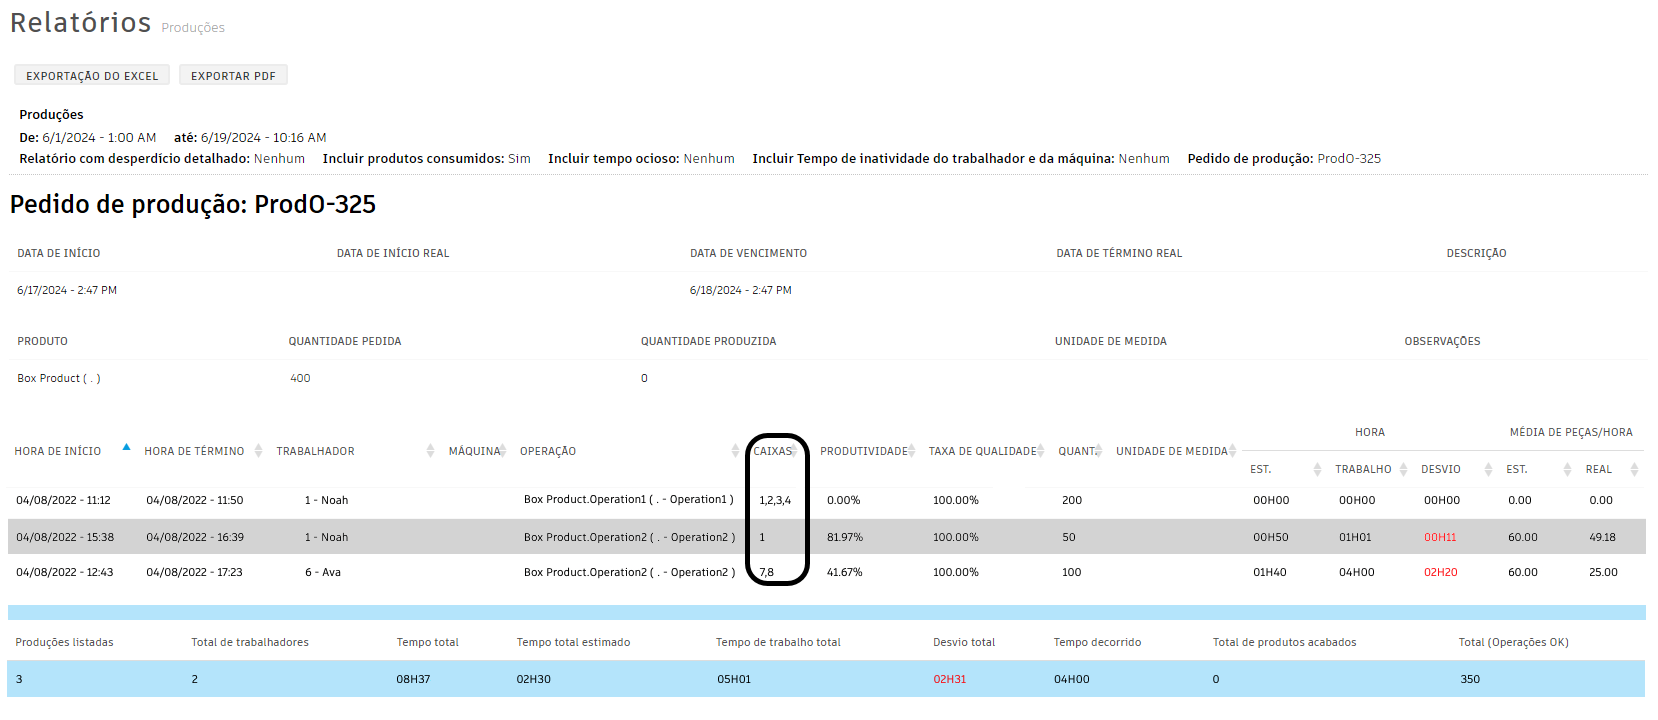 Relatórios Produções
EXPORTAÇÃO DO EXCEL EXPORTAR PDF
Produções
De: 6/1/2024 - 1:00 AM até: 6/19/2024 - 10:16 AM
Relatório com desperdício detalhado: Nenhum Incluir produtos consumidos: Sim Incluir tempo ocioso: Nenhum Incluir Tempo de inatividade do trabalhador e da máquina: Nenhum Pedido de produção: ProdO-325
Pedido de produção: ProdO-325
DATA DE INÍCIO DATA DE INÍCIO REAL DATA DE VENCIMENTO DATA DE TÉRMINO REAL DESCRIÇÃO
6/17/2024 - 2:47 PM 6/18/2024 - 2:47 PM
PRODUTO QUANTIDADE PEDIDA QUANTIDADE PRODUZIDA UNIDADE DE MEDIDA OBSERVAÇÕES
Box Product ( . ) 400 0
HORA MÉDIA DE PEÇAS/HORA
HORA DE INÍCIO HORA DE TÉRMINO TRABALHADOR MÁQUINA OPERAÇÃO CAIXAS PRODUTIVIDADE TAXA DE QUALIDADE QUANT. UNIDADE DE MEDIDA
EST. TRABALHO DESVIO EST. REAL
04/08/2022 - 11:12 04/08/2022 - 11:50 1 - Noah Box Product.Operation1 ( . - Operation1 ) 1,2,3,4 0.00% 100.00% 200 00H00 00H00 00H00 0.00 0.00
04/08/2022 - 15:38 04/08/2022 - 16:39 1 - Noah Box Product.Operation2 ( . - Operation2 ) 1 81.97% 100.00% 50 00H50 01H01 00H11 60.00 49.18
04/08/2022 - 12:43 04/08/2022 - 17:23 6 - Ava Box Product.Operation2 ( . - Operation2 ) 7,8 41.67% 100.00% 100 01H40 04H00 02H20 60.00 25.00
Produções listadas Total de trabalhadores Tempo total Tempo total estimado Tempo de trabalho total Desvio total Tempo decorrido Total de produtos acabados Total (Operações OK)
3 2 08H37 02H30 05H01 02H31 04H00 0 350